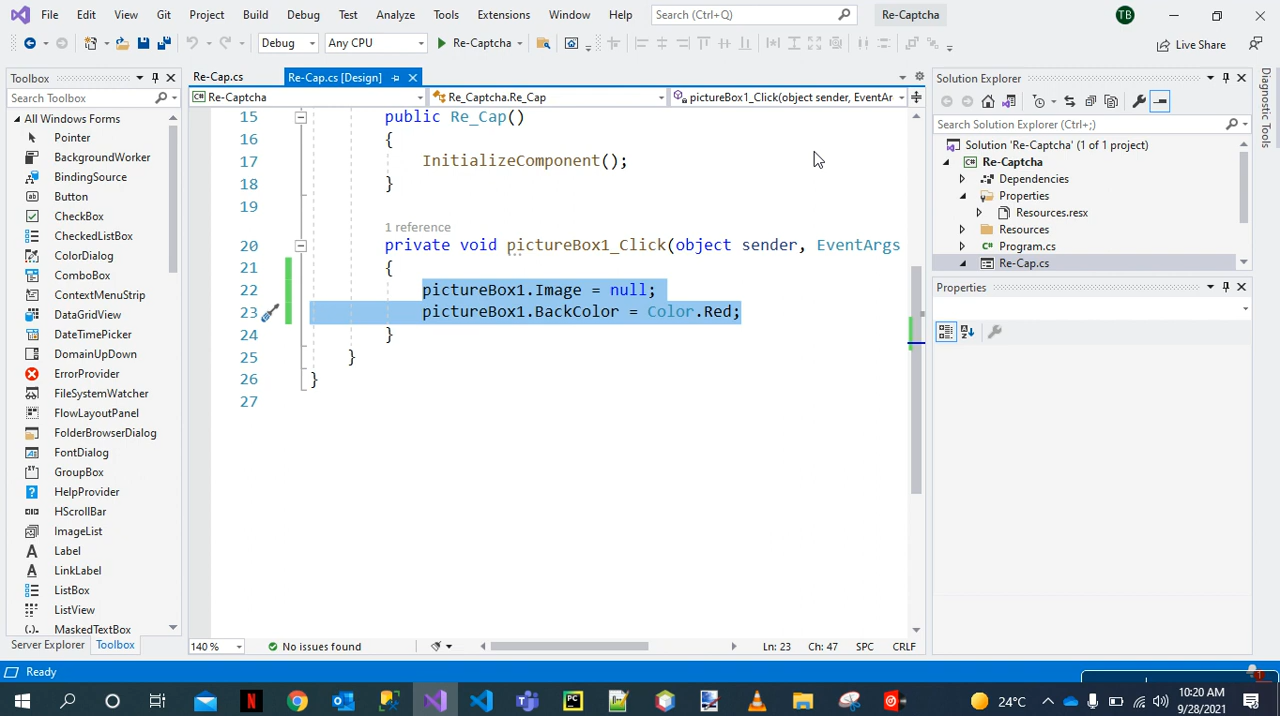 File Edit View Git Project Build Debug Test Analyze Tools Extensions Window Help Search (Ctrl+Q) Re-Captcha TB
Debug Any CPU Re-Captcha Live Share
Toolbox
Search Toolbox
All Windows Forms
Pointer
BackgroundWorker
BindingSource
Button
CheckBox
CheckedListBox
ColorDialog
ComboBox
ContextMenuStrip
DataGridView
DateTimePicker
DomainUpDown
ErrorProvider
FileSystemWatcher
FlowLayoutPanel
FolderBrowserDialog
FontDialog
GroupBox
HelpProvider
HScrollBar
ImageList
Label
LinkLabel
ListBox
ListView
MaskedTextBox
Server Explorer Toolbox
Re-Cap.cs Re-Cap.cs [Design]
Re-Captcha Re_Captcha.Re_Cap pictureBox1_Click(object sender, EventAr
15 public Re_Cap()
16 {
17 InitializeComponent();
18 }
19
1 reference
20 private void pictureBox1_Click(object sender, EventArgs
21 {
22 pictureBox1.Image = null;
23 pictureBox1.BackColor = Color.Red;
24 }
25 }
26 }
27
140 % No issues found Ln: 23 Ch: 47 SPC CRLF
Solution Explorer
Search Solution Explorer (Ctrl+;)
Solution 'Re-Captcha' (1 of 1 project)
Re-Captcha
Dependencies
Properties
Resources.resx
Resources
Program.cs
Re-Cap.cs
Properties
Diagnostic Tools
Ready
24°C 10:20 AM
9/28/2021